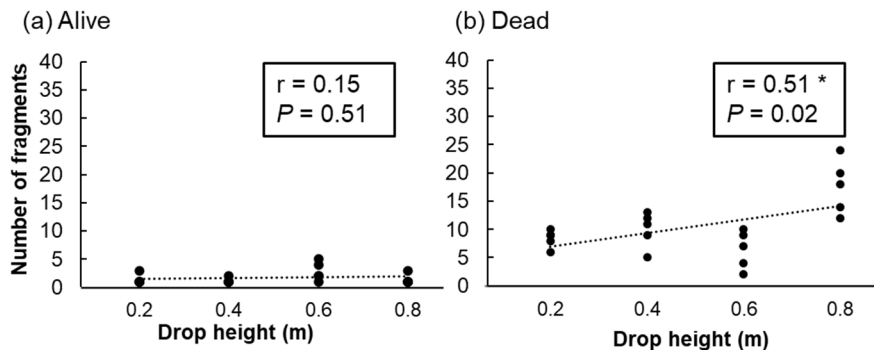 (a) Alive
Number of fragments
40
35
30
25
20
15
10
5
0
r = 0.15
P = 0.51
0.2 0.4 0.6 0.8
Drop height (m)
(b) Dead
40
35
30
25
20
15
10
5
0
r = 0.51 *
P = 0.02
0.2 0.4 0.6 0.8
Drop height (m)